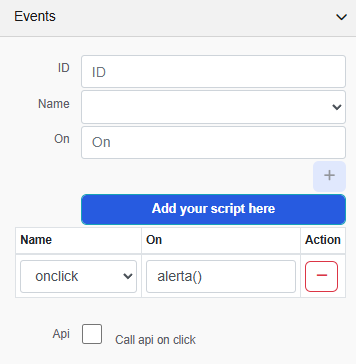 Events
ID
ID
Name
On
On
+
Add your script here
Name On Action
onclick alerta() −
Api Call api on click